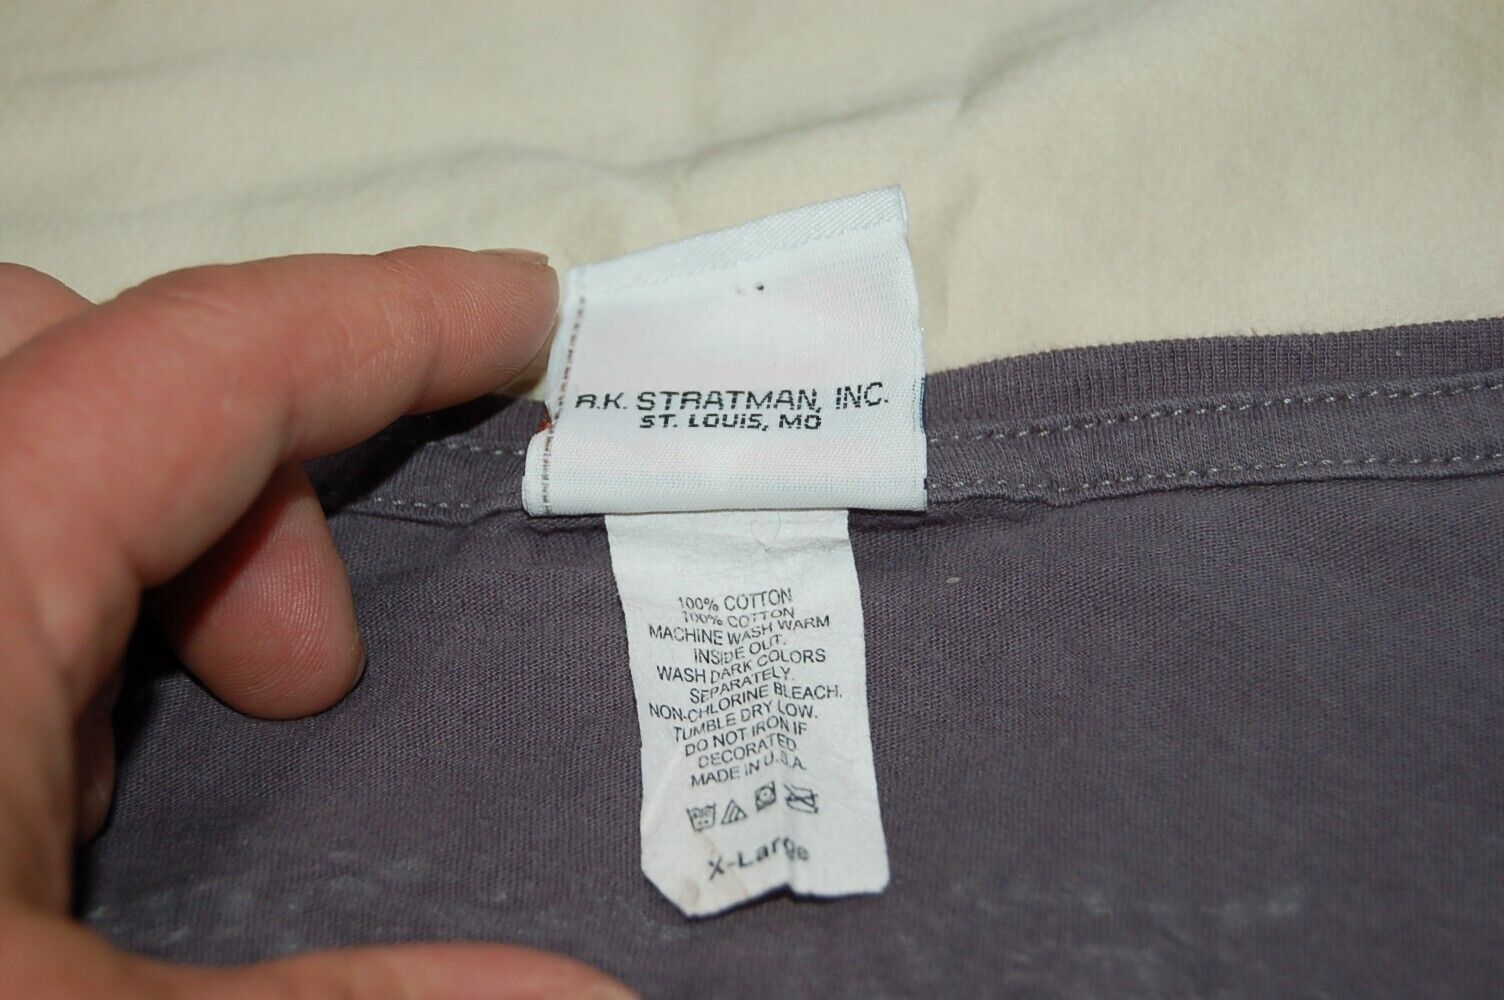 R.K. STRATMAN, INC.
ST. LOUIS, MO
100% COTTON
100% COTTON
MACHINE WASH WARM
INSIDE OUT.
WASH DARK COLORS
SEPARATELY.
NON-CHLORINE BLEACH.
TUMBLE DRY LOW.
DO NOT IRON IF
DECORATED.
MADE IN U.S.A.
X-Large